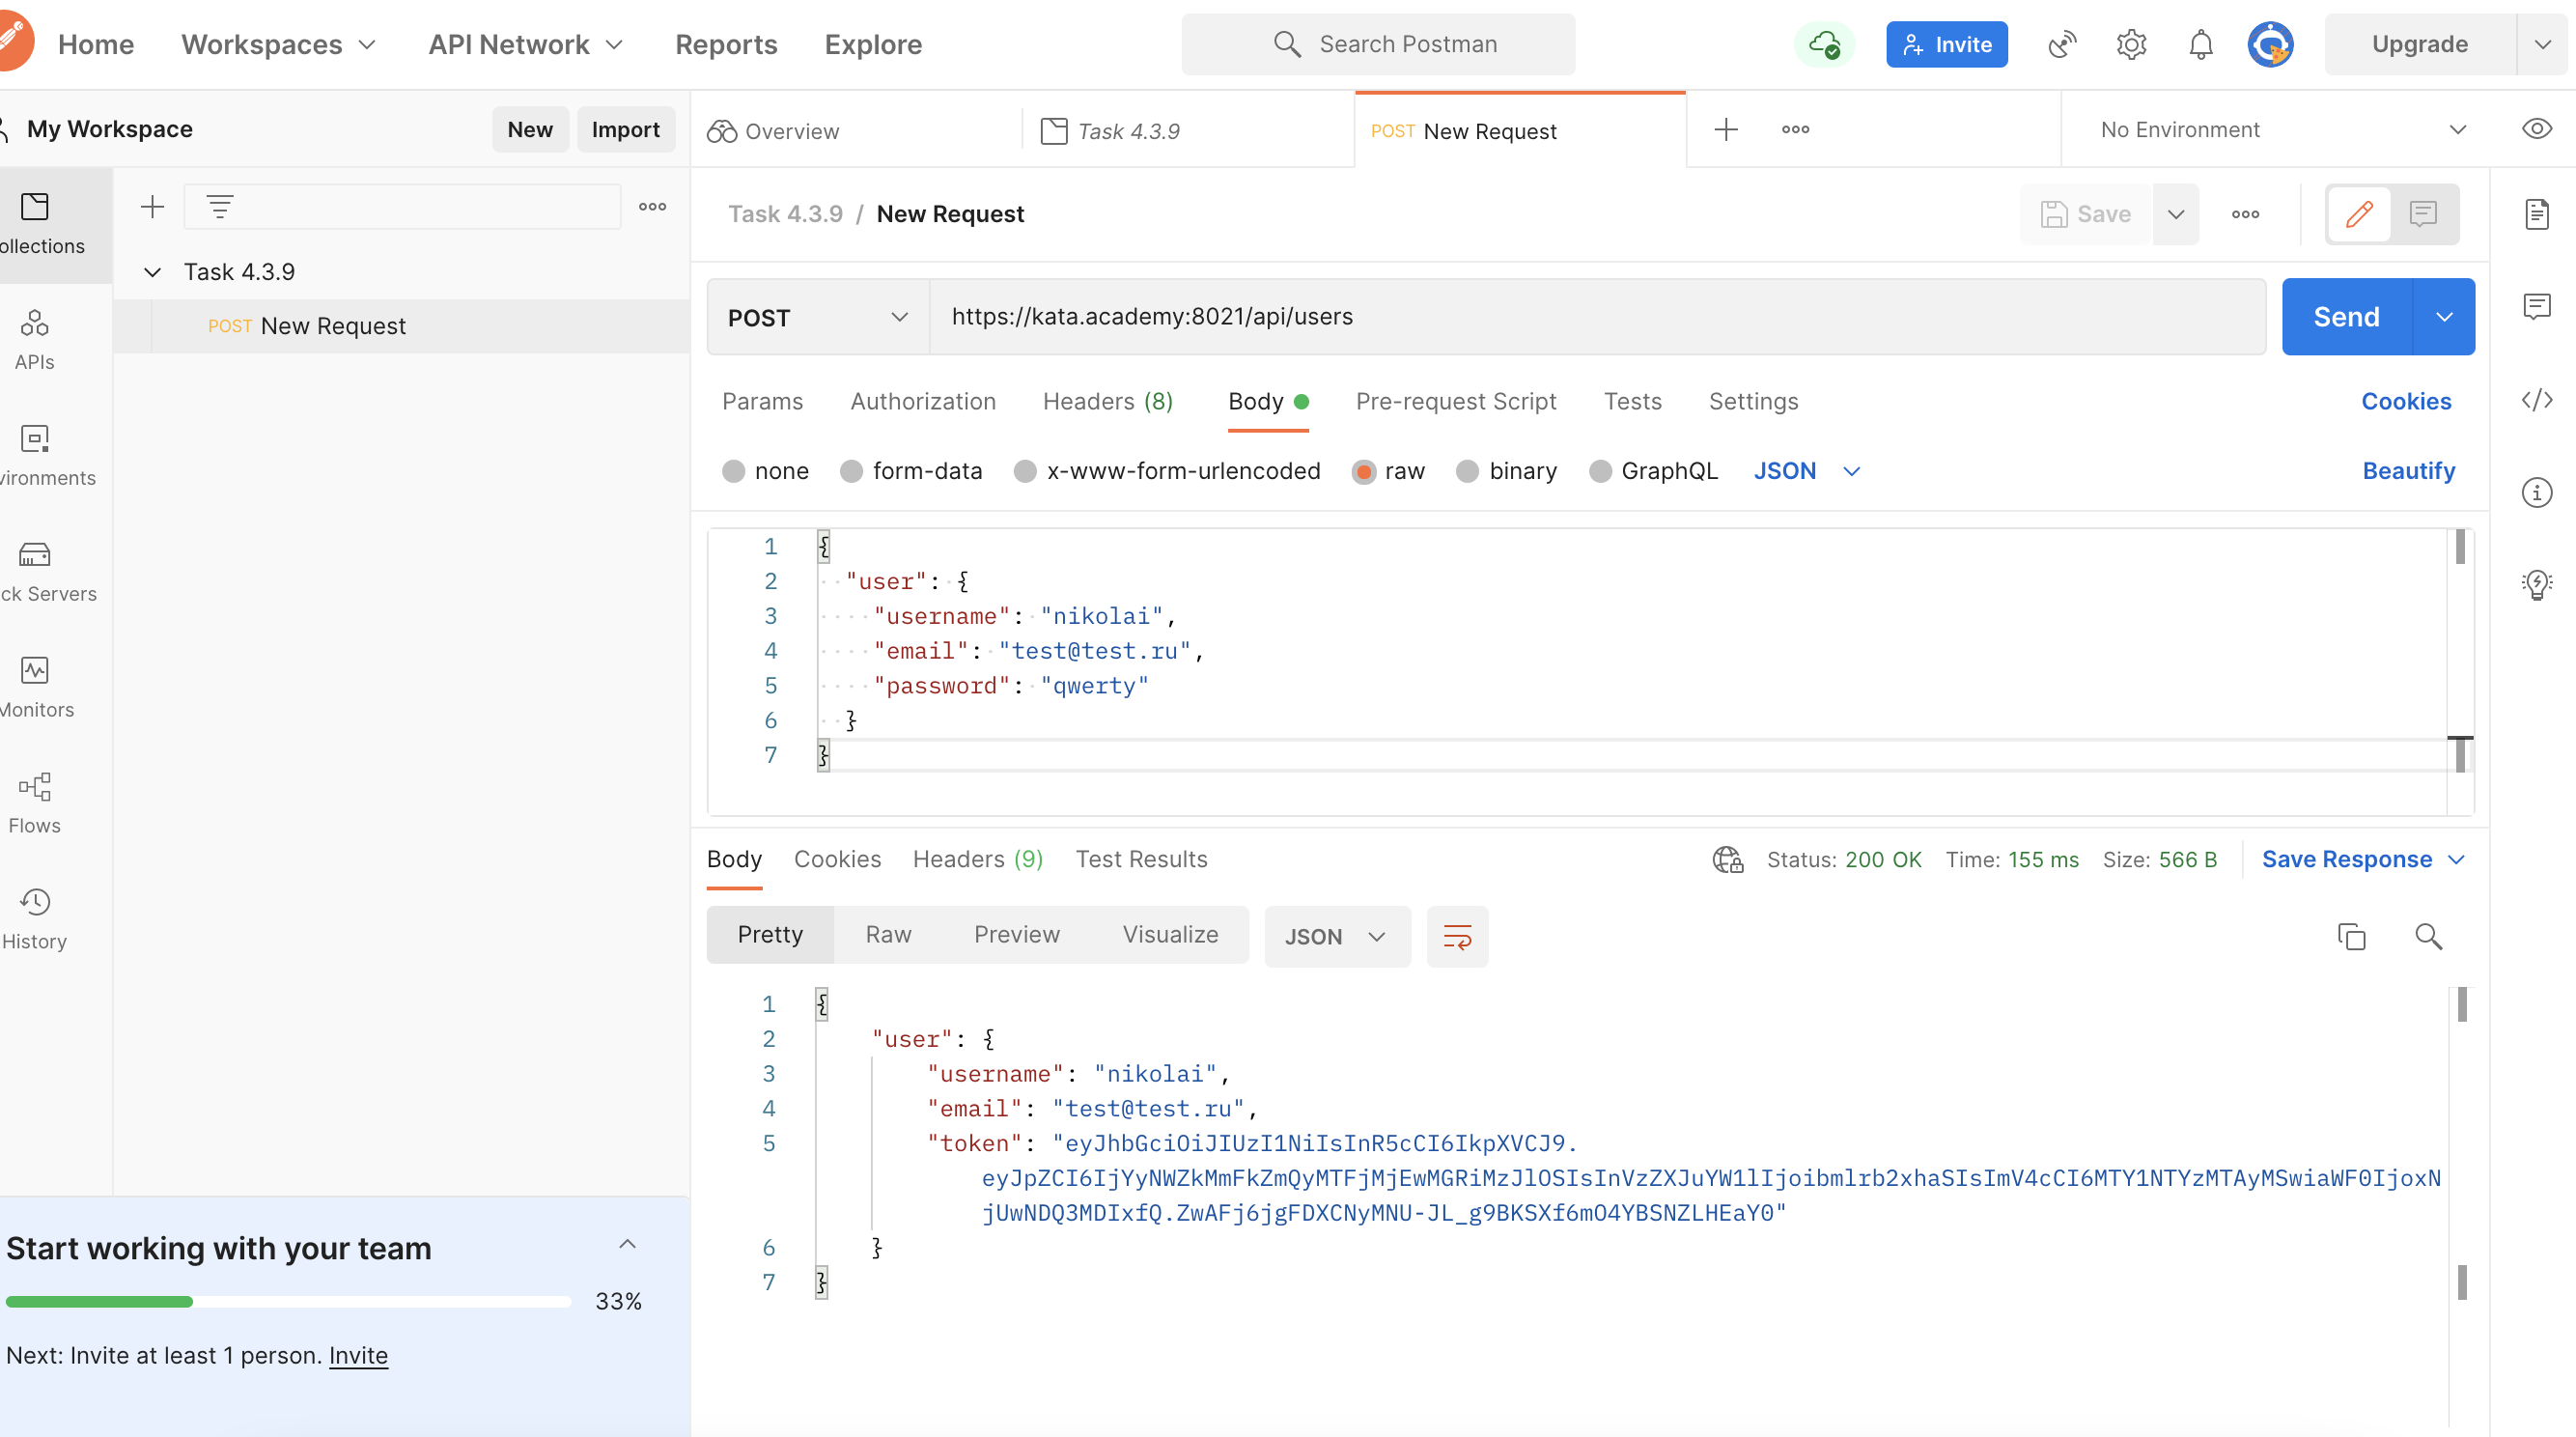 Home Workspaces API Network Reports Explore Search Postman Invite Upgrade
My Workspace New Import Overview Task 4.3.9 POST New Request No Environment
Task 4.3.9 / New Request Save
ollections
Task 4.3.9
POST New Request
POST https://kata.academy:8021/api/users Send
APIs
Params Authorization Headers (8) Body Pre-request Script Tests Settings Cookies
vironments
none form-data x-www-form-urlencoded raw binary GraphQL JSON Beautify
ck Servers
Monitors
Flows
History
1 {
2 "user": {
3 "username": "nikolai",
4 "email": "test@test.ru",
5 "password": "qwerty"
6 }
7 }
Body Cookies Headers (9) Test Results Status: 200 OK Time: 155 ms Size: 566 B Save Response
Pretty Raw Preview Visualize JSON
1 {
2 "user": {
3 "username": "nikolai",
4 "email": "test@test.ru",
5 "token": "eyJhbGciOiJIUzI1NiIsInR5cCI6IkpXVCJ9.
eyJpZCI6IjYyNWZkMmFkZmQyMTFjMjEwMGRiMzJlOSIsInVzZXJuYW1lIjoibmlrb2xhaSIsImV4cCI6MTY1NTYzMTAyMSwiaWF0IjoxN
jUwNDQ3MDIxfQ.ZwAFj6jgFDXCNyMNU-JL_g9BKSXf6mO4YBSNZLHEaY0"
6 }
7 }
Start working with your team
33%
Next: Invite at least 1 person. Invite